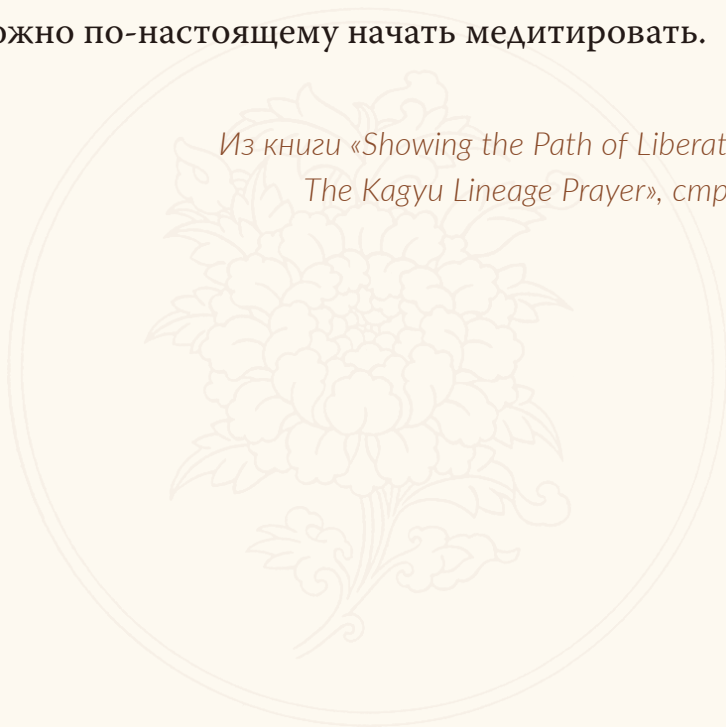 ожно по-настоящему начать медитировать.
Из книги «Showing the Path of Liberat
The Kagyu Lineage Prayer», стр